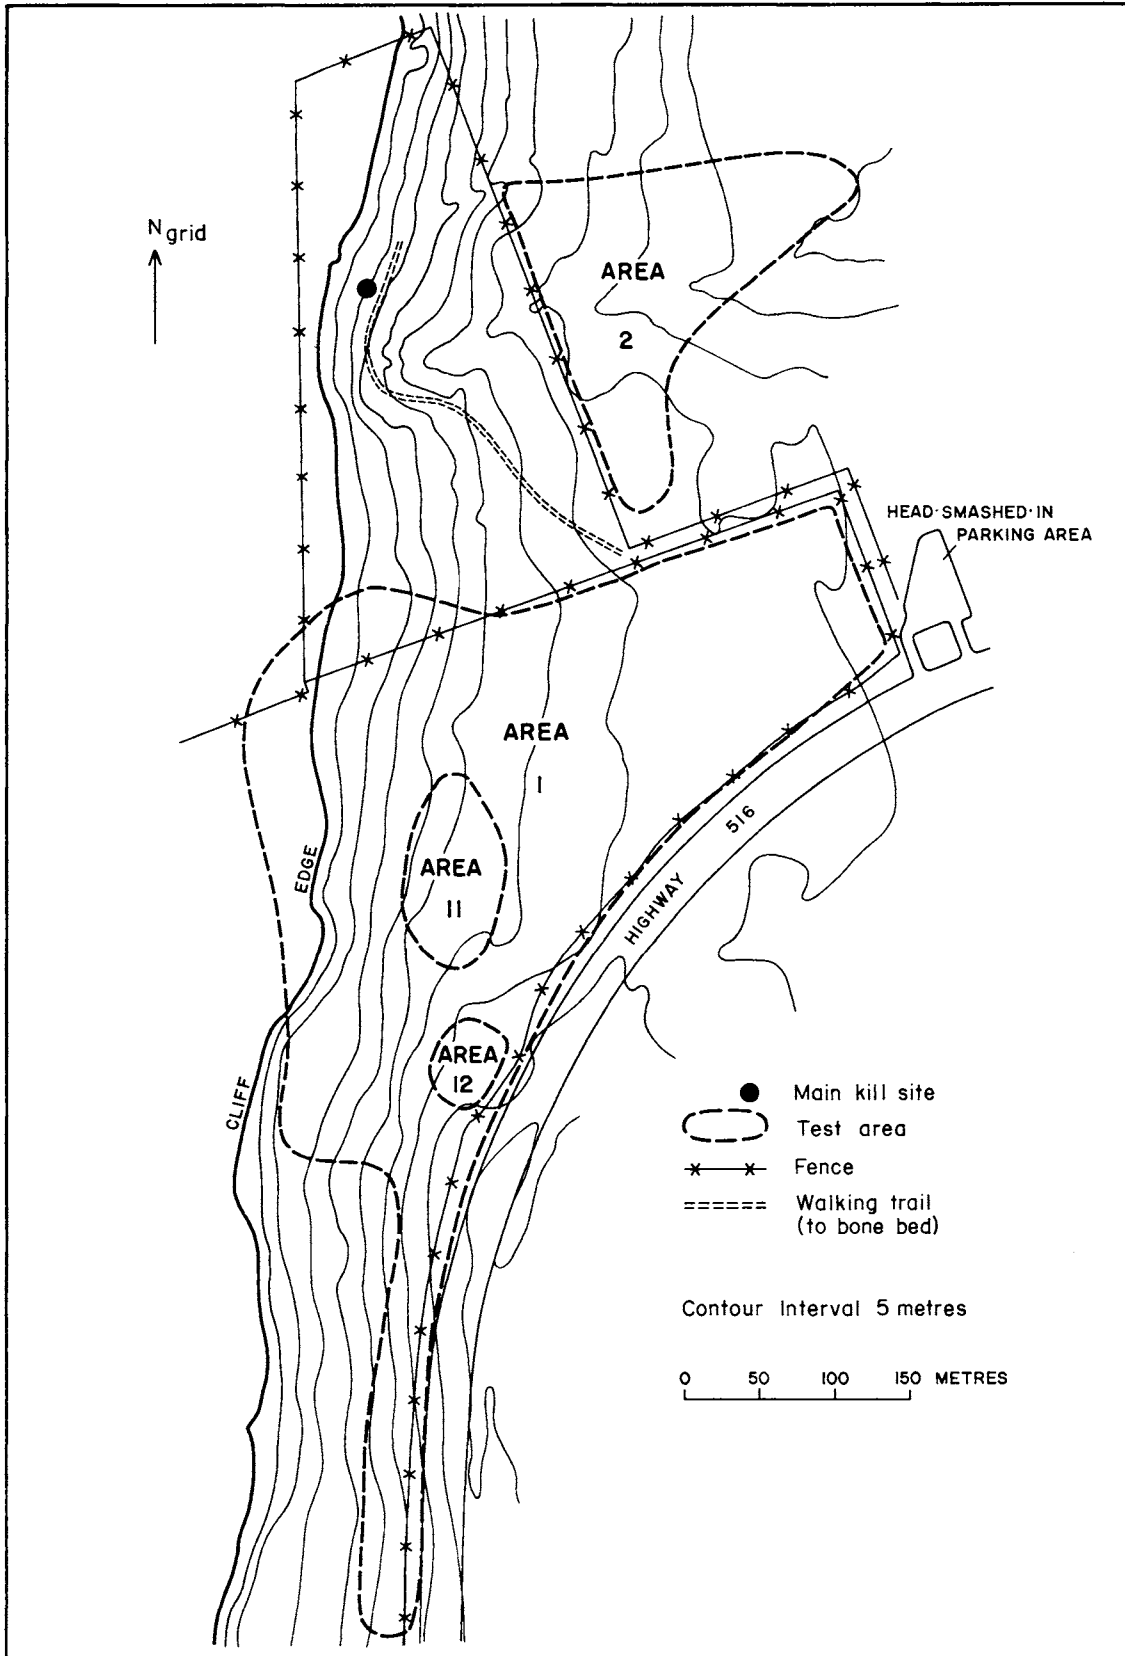 N grid
AREA
2
HEAD-SMASHED-IN
PARKING AREA
AREA
1
516
HIGHWAY
EDGE
AREA
11
CLIFF
AREA
12
Main kill site
Test area
Fence
Walking trail
(to bone bed)
Contour Interval 5 metres
0 50 100 150 METRES